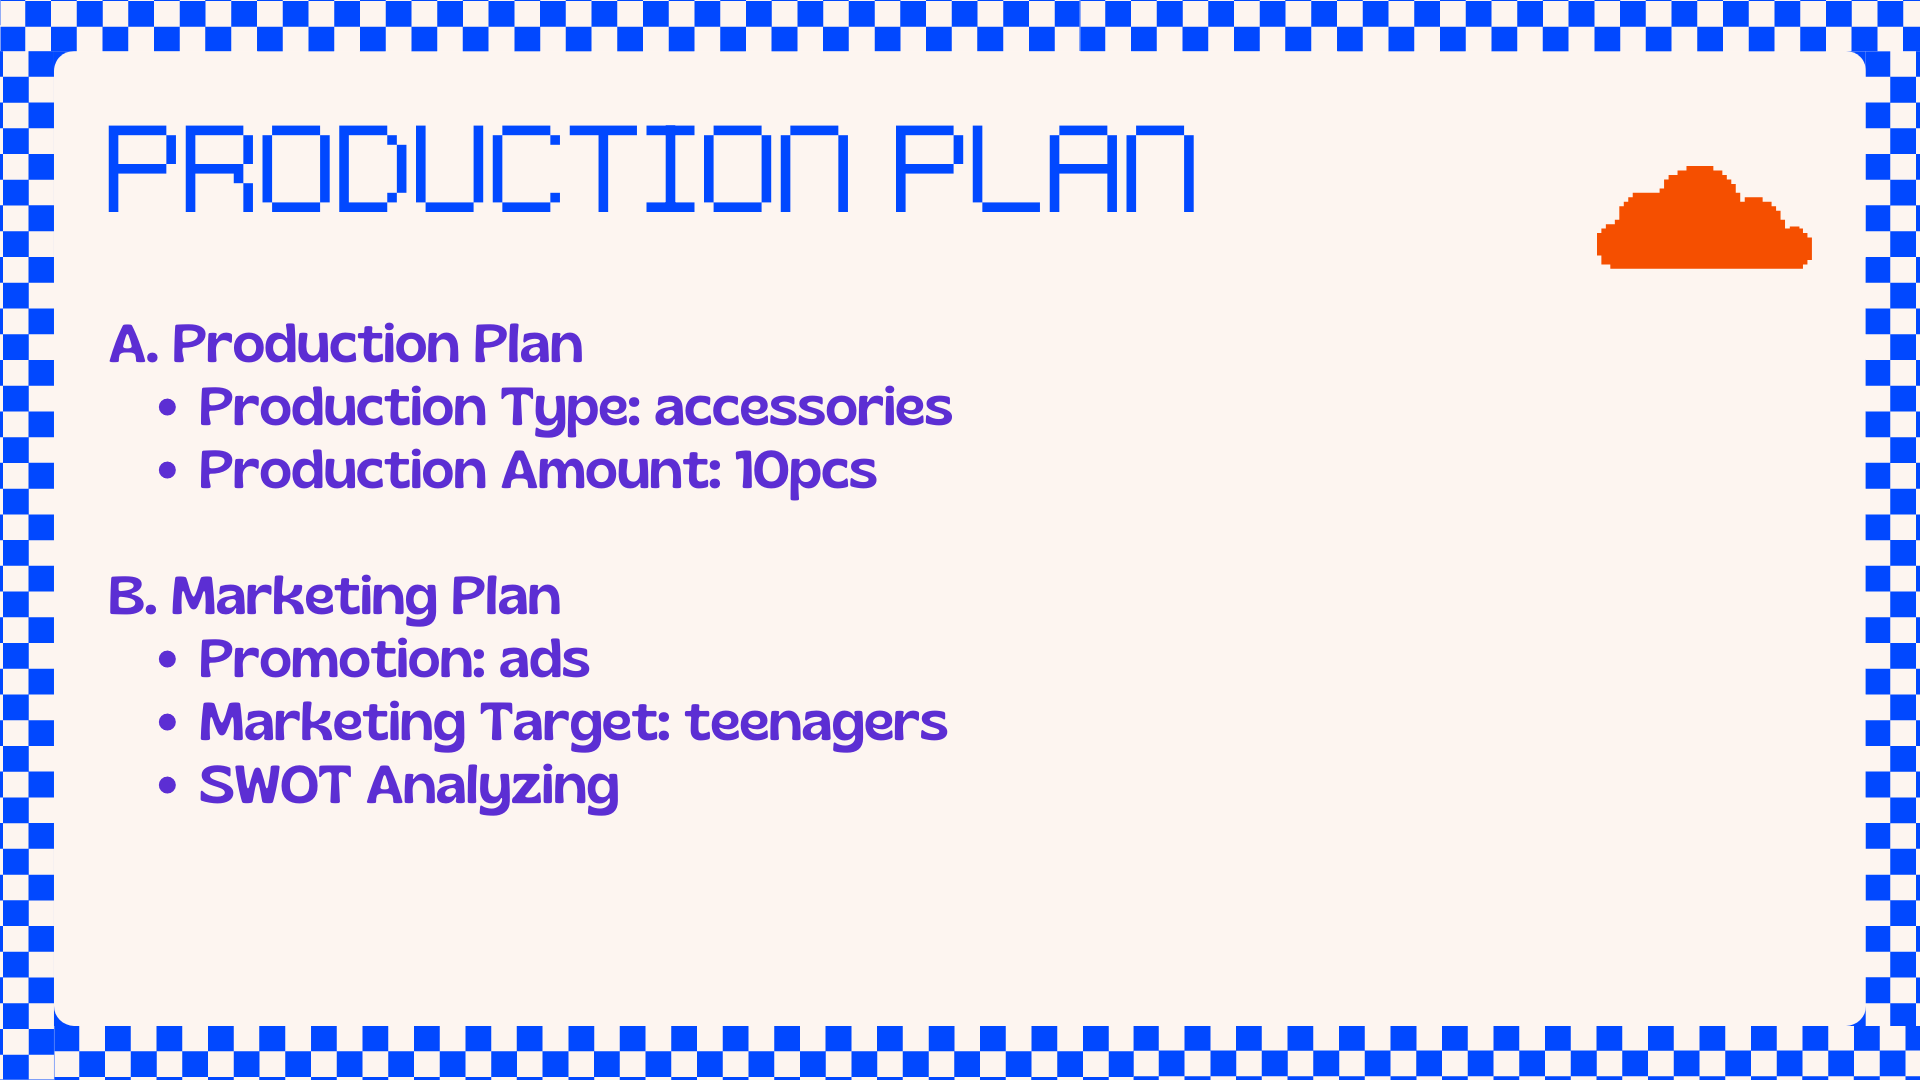 PRODUCTION PLAN
A. Production Plan
• Production Type: accessories
• Production Amount: 10pcs
B. Marketing Plan
• Promotion: ads
• Marketing Target: teenagers
• SWOT Analyzing